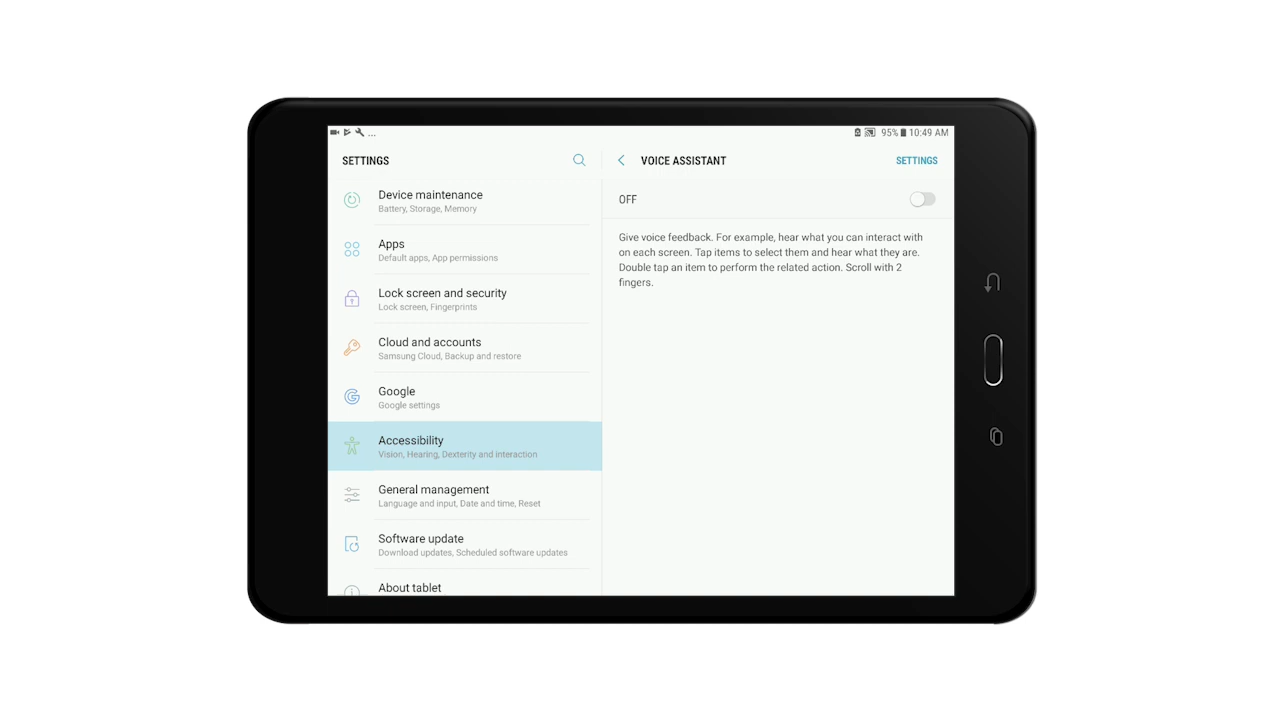 ...
95% 10:49 AM
SETTINGS
Device maintenance
Battery, Storage, Memory
Apps
Default apps, App permissions
Lock screen and security
Lock screen, Fingerprints
Cloud and accounts
Samsung Cloud, Backup and restore
Google
Google settings
Accessibility
Vision, Hearing, Dexterity and interaction
General management
Language and input, Date and time, Reset
Software update
Download updates, Scheduled software updates
About tablet
VOICE ASSISTANT
SETTINGS
OFF
Give voice feedback. For example, hear what you can interact with
on each screen. Tap items to select them and hear what they are.
Double tap an item to perform the related action. Scroll with 2
fingers.